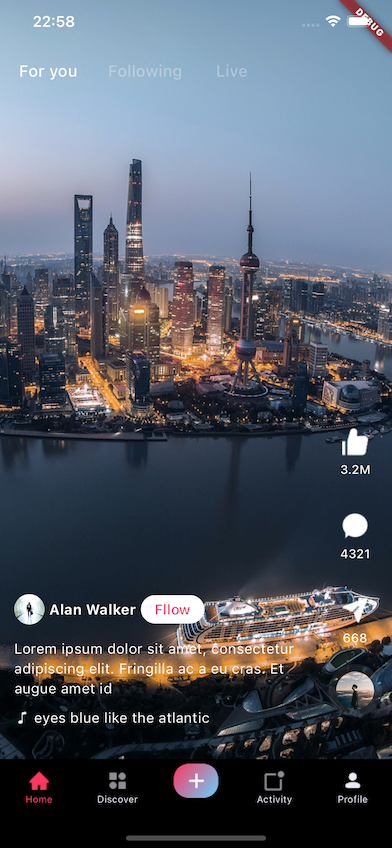 22:58
DEBUG
For you Following Live
3.2M
4321
Alan Walker Fllow
668
Lorem ipsum dolor sit amet, consectetur
adipiscing elit. Fringilla ac a eu cras. Et
augue amet id
eyes blue like the atlantic
Home Discover Activity Profile